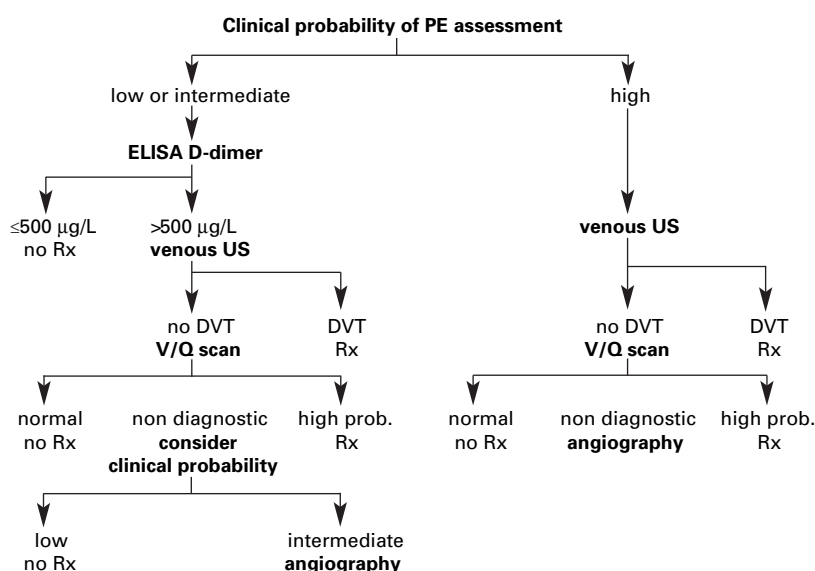 Clinical probability of PE assessment
low or intermediate
high
ELISA D-dimer
≤500 µg/L
no Rx
>500 µg/L
venous US
venous US
no DVT
V/Q scan
DVT
Rx
no DVT
V/Q scan
DVT
Rx
normal
no Rx
non diagnostic
consider
clinical probability
high prob.
Rx
normal
no Rx
non diagnostic
angiography
high prob.
Rx
low
no Rx
intermediate
angiography